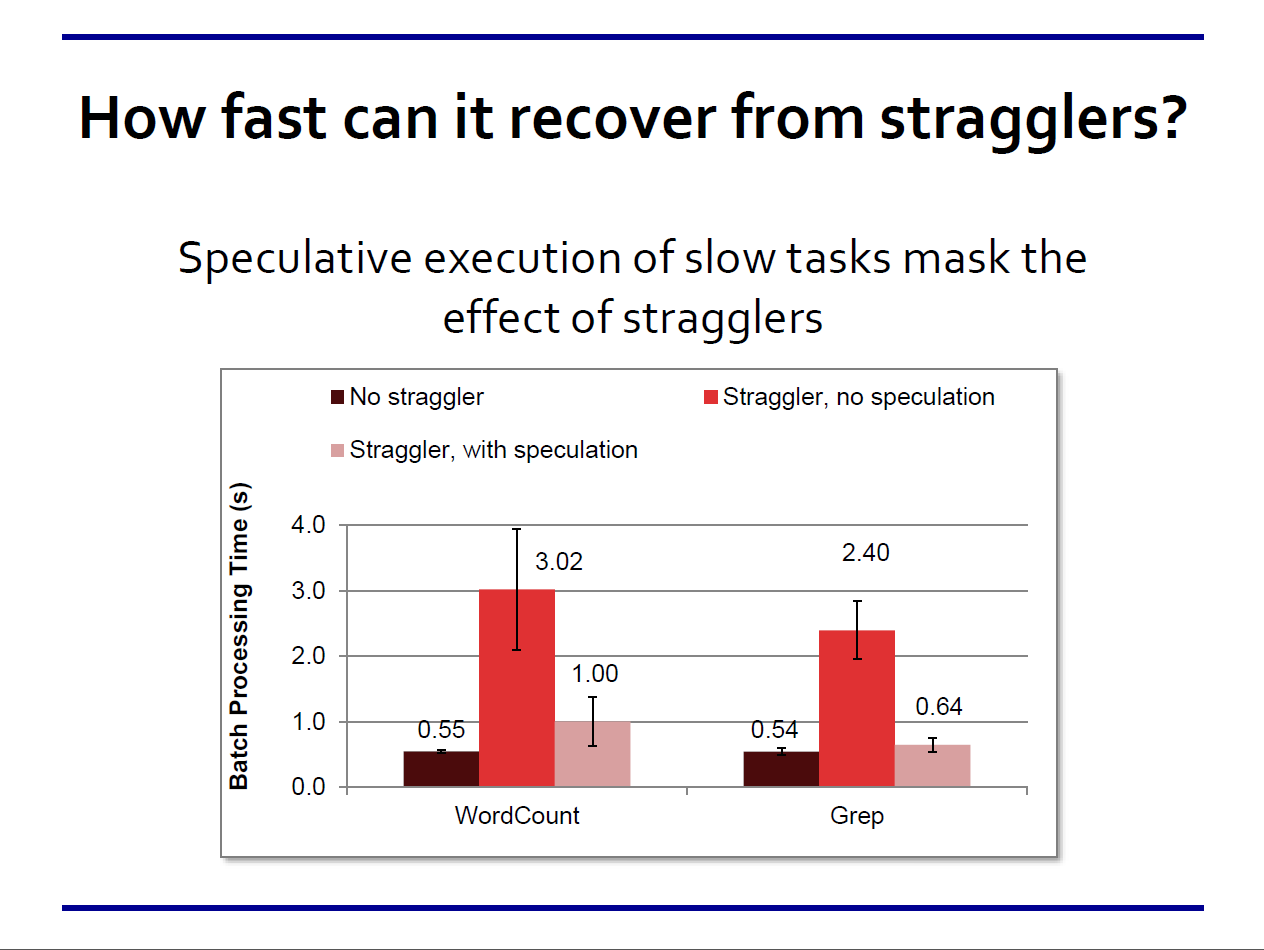 How fast can it recover from stragglers?
Speculative execution of slow tasks mask the
effect of stragglers
No straggler
Straggler, no speculation
Straggler, with speculation
Batch Processing Time (s)
4.0
3.0
2.0
1.0
0.0
0.55
3.02
1.00
0.54
2.40
0.64
WordCount
Grep